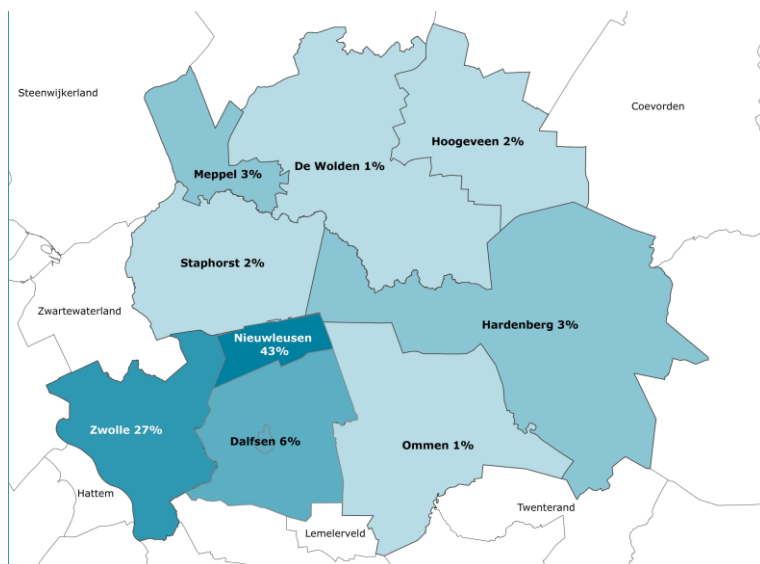 Steenwijkerland
Coevorden
Hoogeveen 2%
De Wolden 1%
Meppel 3%
Staphorst 2%
Zwartewaterland
Hardenberg 3%
Nieuwleusen
43%
Zwolle 27%
Dalfsen 6%
Ommen 1%
Hattem
Twenterand
Lemelerveld